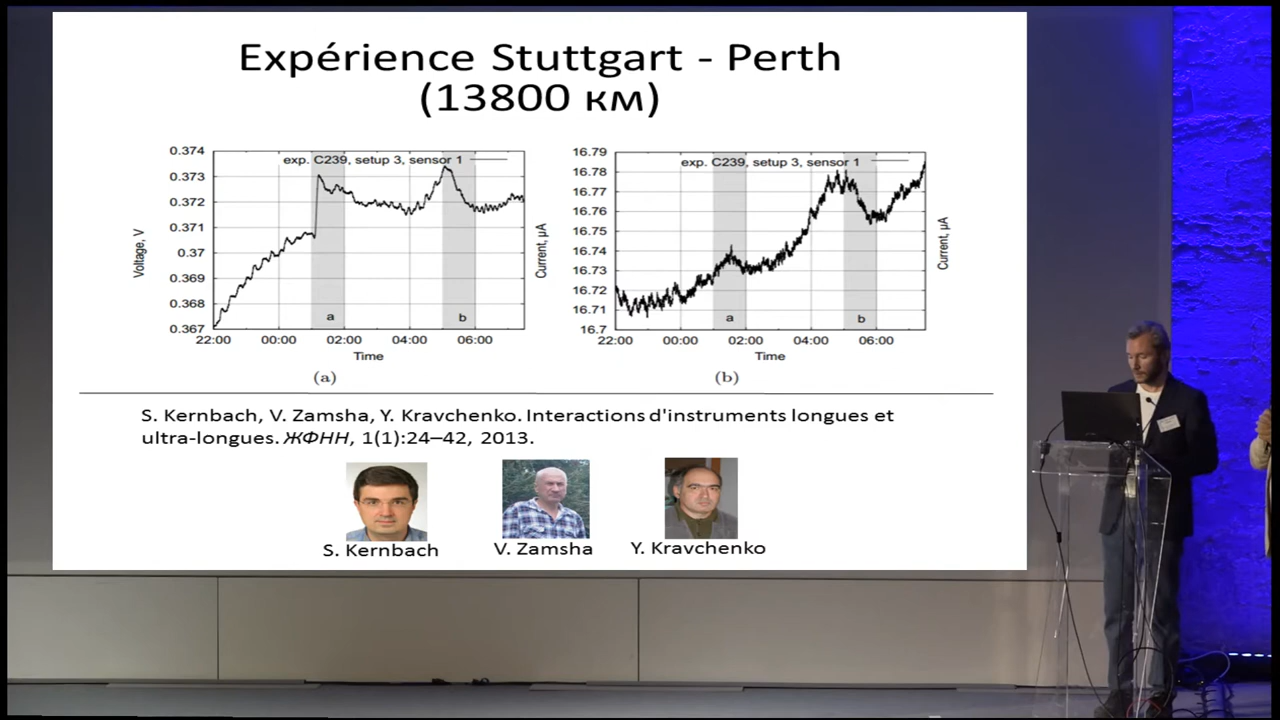 Expérience Stuttgart - Perth
(13800 км)
exp. C239, setup 3, sensor 1
0.374
0.373
0.372
0.371
0.37
0.369
0.368
0.367
Voltage, V
Current, µA
a
b
22:00 00:00 02:00 04:00 06:00
Time
(a)
exp. C239, setup 3, sensor 1
16.79
16.78
16.77
16.76
16.75
16.74
16.73
16.72
16.71
16.7
Current, µA
a
b
22:00 00:00 02:00 04:00 06:00
Time
(b)
S. Kernbach, V. Zamsha, Y. Kravchenko. Interactions d'instruments longues et
ultra-longues. ЖФНН, 1(1):24–42, 2013.
S. Kernbach
V. Zamsha
Y. Kravchenko